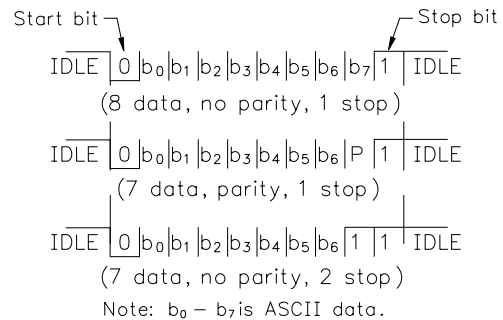 Start bit Stop bit
IDLE 0 b₀ b₁ b₂ b₃ b₄ b₅ b₆ b₇ 1 IDLE
(8 data, no parity, 1 stop)
IDLE 0 b₀ b₁ b₂ b₃ b₄ b₅ b₆ P 1 IDLE
(7 data, parity, 1 stop)
IDLE 0 b₀ b₁ b₂ b₃ b₄ b₅ b₆ 1 1 IDLE
(7 data, no parity, 2 stop)
Note: b₀ – b₇ is ASCII data.